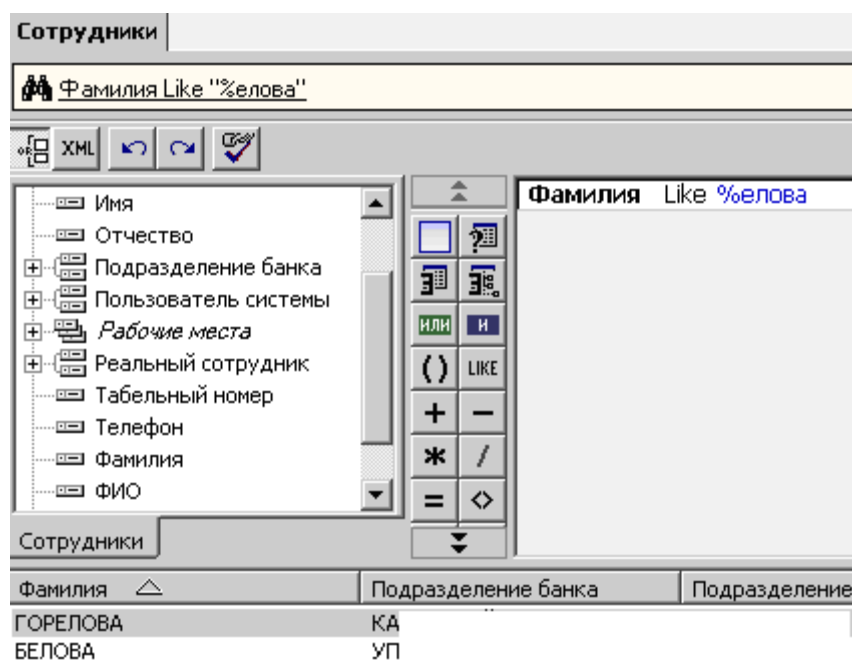 Сотрудники
Фамилия Like "%елова"
OR XML
Имя
Отчество
Подразделение банка
Пользователь системы
Рабочие места
Реальный сотрудник
Табельный номер
Телефон
Фамилия
ФИО
Сотрудники
?
ИЛИ И
( ) LIKE
+ −
* /
= <>
Фамилия Like %елова
Фамилия Подразделение банка Подразделение
ГОРЕЛОВА КА
БЕЛОВА УП